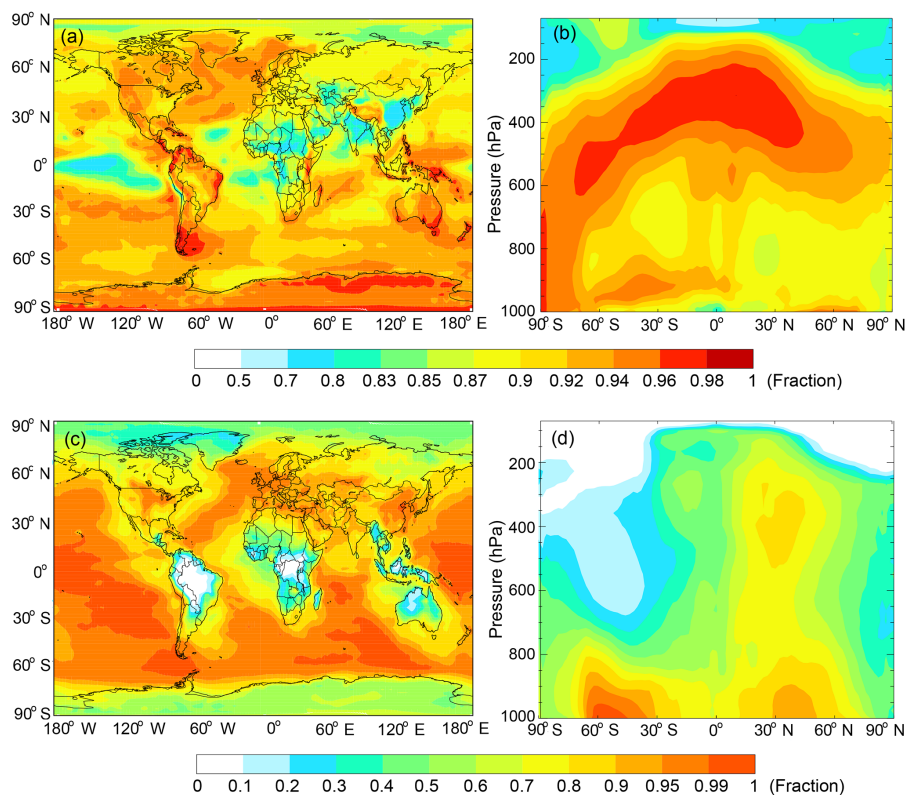 (a)
90° N
60° N
30° N
0°
30° S
60° S
90° S
180° W 120° W 60° W 0° 60° E 120° E 180° E
(b)
Pressure (hPa)
200
400
600
800
1000
90° S 60° S 30° S 0° 30° N 60° N 90° N
0 0.5 0.7 0.8 0.83 0.85 0.87 0.9 0.92 0.94 0.96 0.98 1 (Fraction)
(c)
90° N
60° N
30° N
0°
30° S
60° S
90° S
180° W 120° W 60° W 0° 60° E 120° E 180° E
(d)
Pressure (hPa)
200
400
600
800
1000
90° S 60° S 30° S 0° 30° N 60° N 90° N
0 0.1 0.2 0.3 0.4 0.5 0.6 0.7 0.8 0.9 0.95 0.99 1 (Fraction)